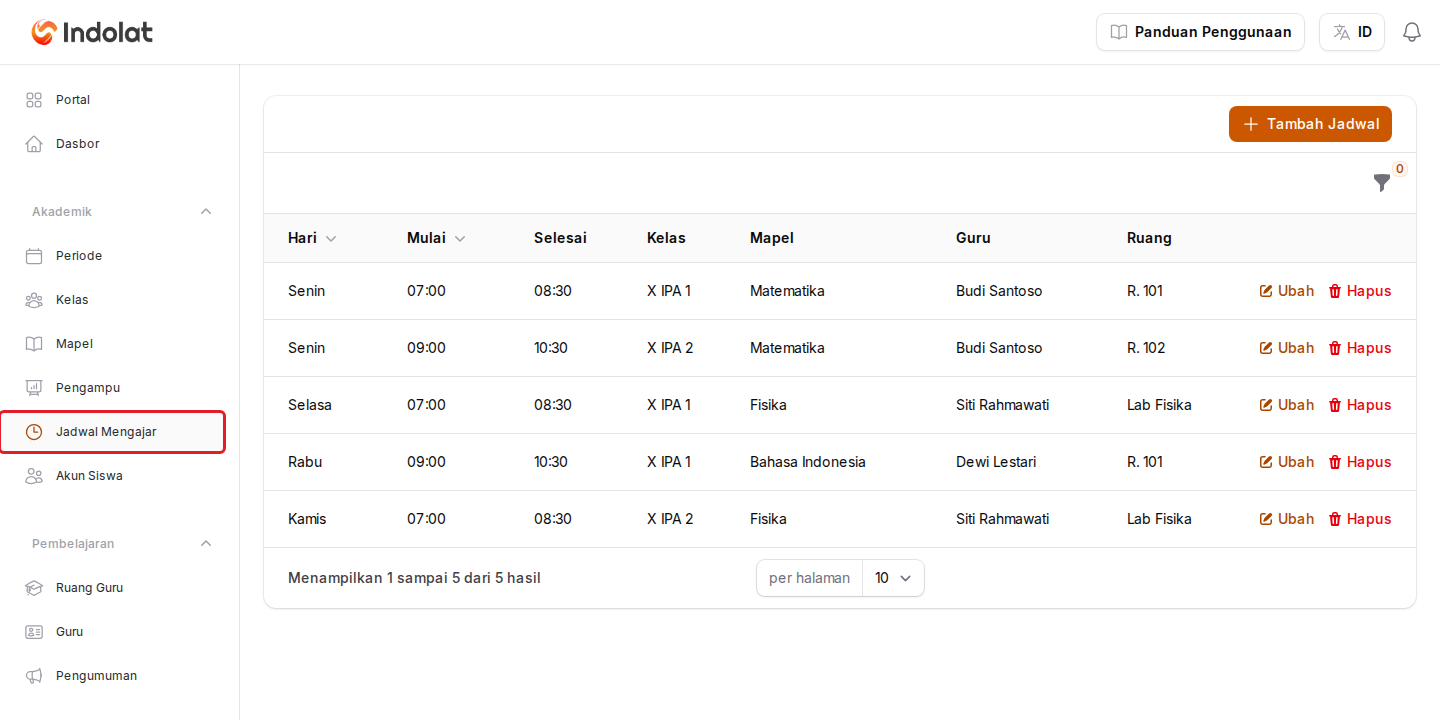 Indolat
Panduan Penggunaan
ID
Portal
Dasbor
Akademik
Periode
Kelas
Mapel
Pengampu
Jadwal Mengajar
Akun Siswa
Pembelajaran
Ruang Guru
Guru
Pengumuman
Tambah Jadwal
0
Hari Mulai Selesai Kelas Mapel Guru Ruang
Senin 07:00 08:30 X IPA 1 Matematika Budi Santoso R. 101 Ubah Hapus
Senin 09:00 10:30 X IPA 2 Matematika Budi Santoso R. 102 Ubah Hapus
Selasa 07:00 08:30 X IPA 1 Fisika Siti Rahmawati Lab Fisika Ubah Hapus
Rabu 09:00 10:30 X IPA 1 Bahasa Indonesia Dewi Lestari R. 101 Ubah Hapus
Kamis 07:00 08:30 X IPA 2 Fisika Siti Rahmawati Lab Fisika Ubah Hapus
Menampilkan 1 sampai 5 dari 5 hasil per halaman 10